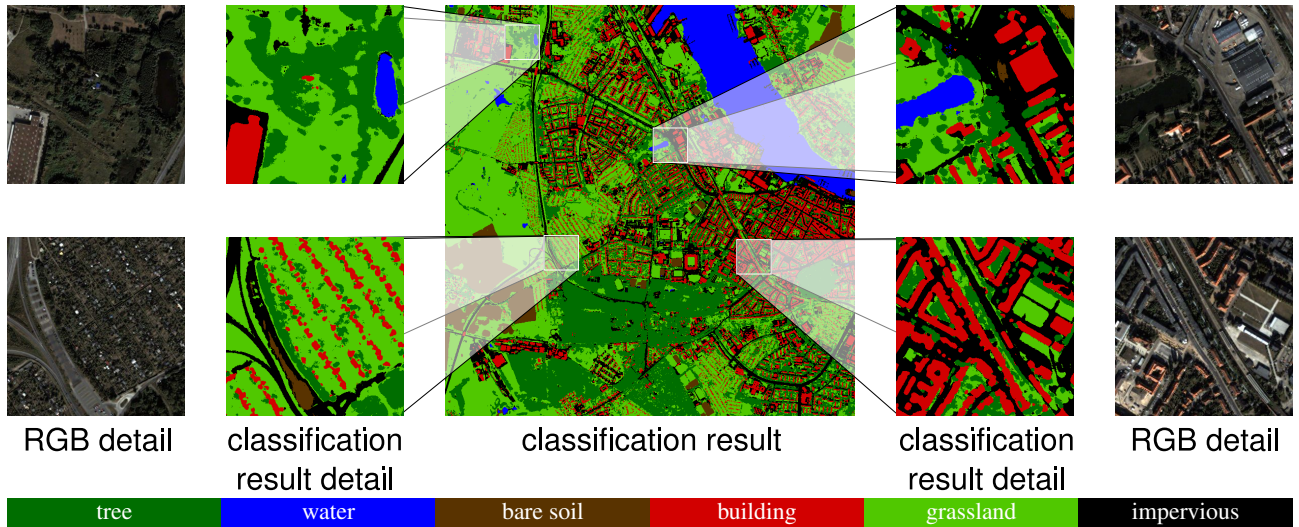 RGB detail
classification
result detail
classification result
classification
result detail
RGB detail
tree water bare soil building grassland impervious